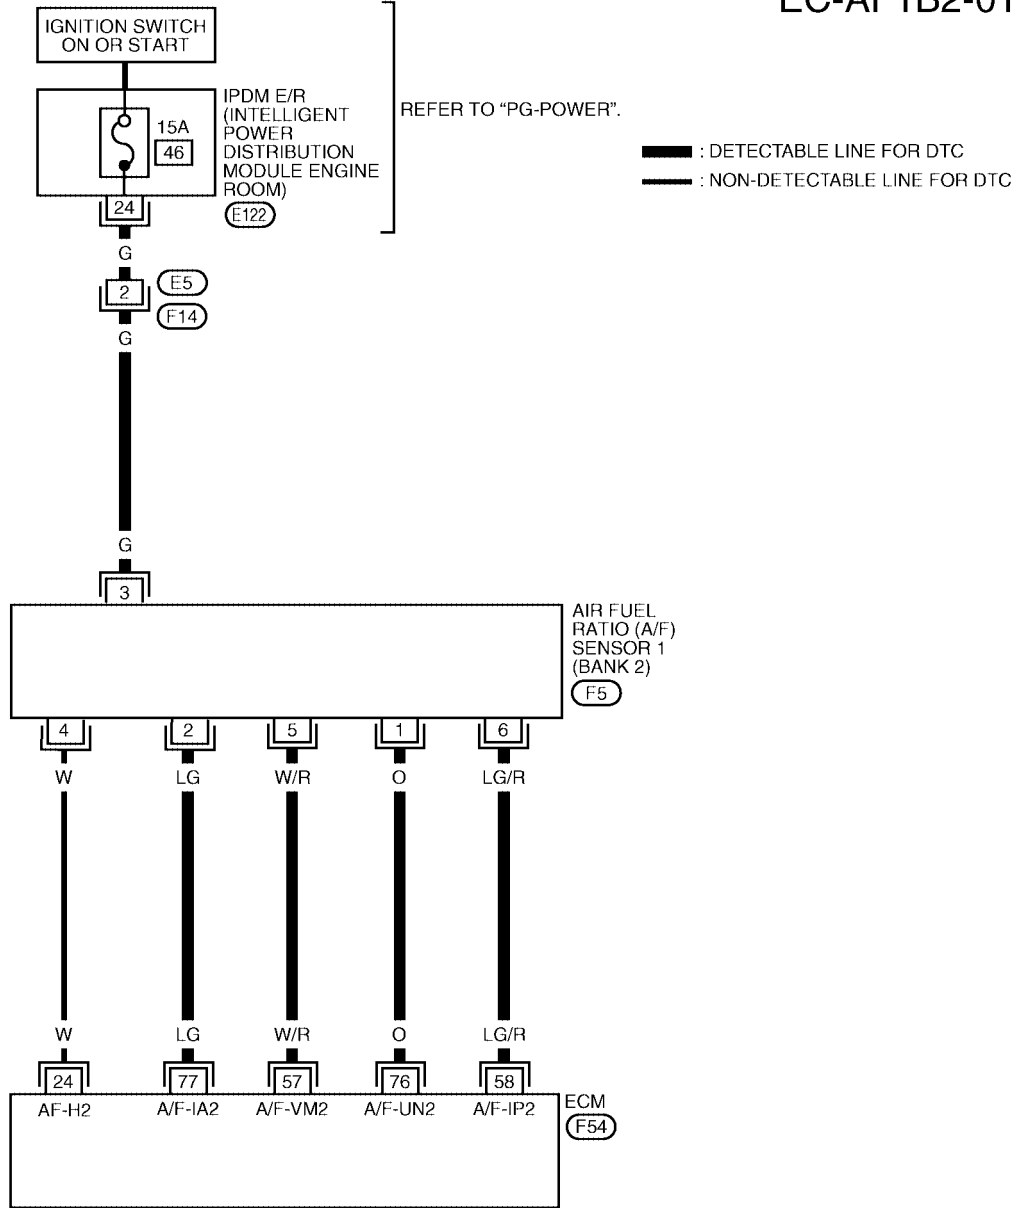 EC-AF1B2-01
IGNITION SWITCH
ON OR START
IPDM E/R
(INTELLIGENT
POWER
DISTRIBUTION
MODULE ENGINE
ROOM)
E122
15A
46
REFER TO “PG-POWER”.
: DETECTABLE LINE FOR DTC
: NON-DETECTABLE LINE FOR DTC
24
G
2
E5
F14
G
G
3
AIR FUEL
RATIO (A/F)
SENSOR 1
(BANK 2)
F5
4 2 5 1 6
W LG W/R O LG/R
W LG W/R O LG/R
24 77 57 76 58
AF-H2 A/F-IA2 A/F-VM2 A/F-UN2 A/F-IP2
ECM
F54